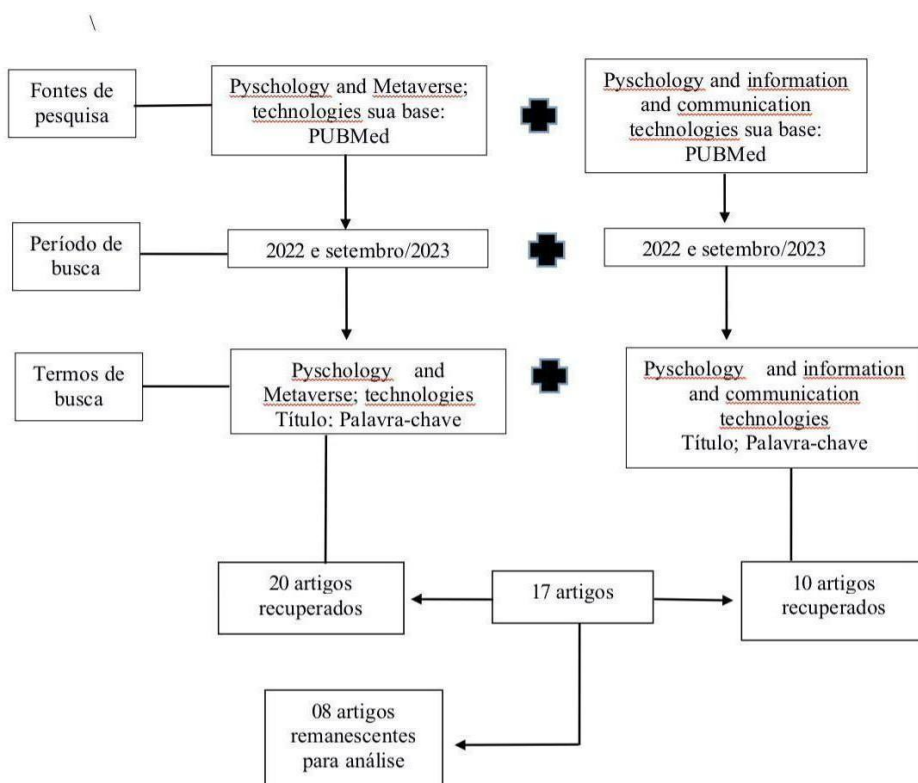 \
Fontes de
pesquisa
Pyschology and Metaverse;
technologies sua base:
PUBMed
Pyschology and information
and communication
technologies sua base:
PUBMed
Período de
busca
2022 e setembro/2023
2022 e setembro/2023
Termos de
busca
Pyschology and
Metaverse; technologies
Título: Palavra-chave
Pyschology and information
and communication
technologies
Título; Palavra-chave
20 artigos
recuperados
17 artigos
10 artigos
recuperados
08 artigos
remanescentes
para análise